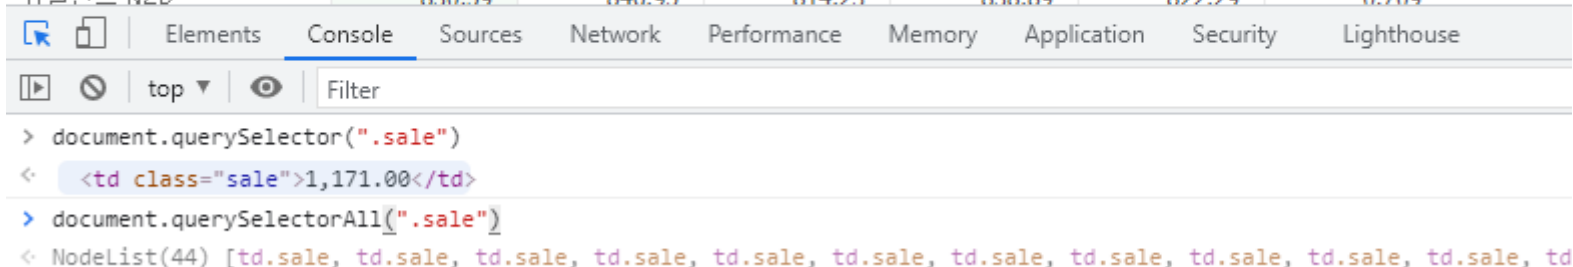 Elements Console Sources Network Performance Memory Application Security Lighthouse
top Filter
document.querySelector(".sale")
<td class="sale">1,171.00</td>
document.querySelectorAll(".sale")
NodeList(44) [td.sale, td.sale, td.sale, td.sale, td.sale, td.sale, td.sale, td.sale, td.sale, td.sale, td.sale, td